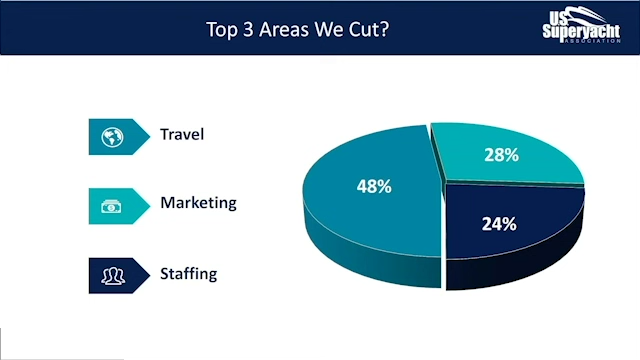 Top 3 Areas We Cut?
US
Superyacht
ASSOCIATION
Travel
Marketing
Staffing
48%
28%
24%